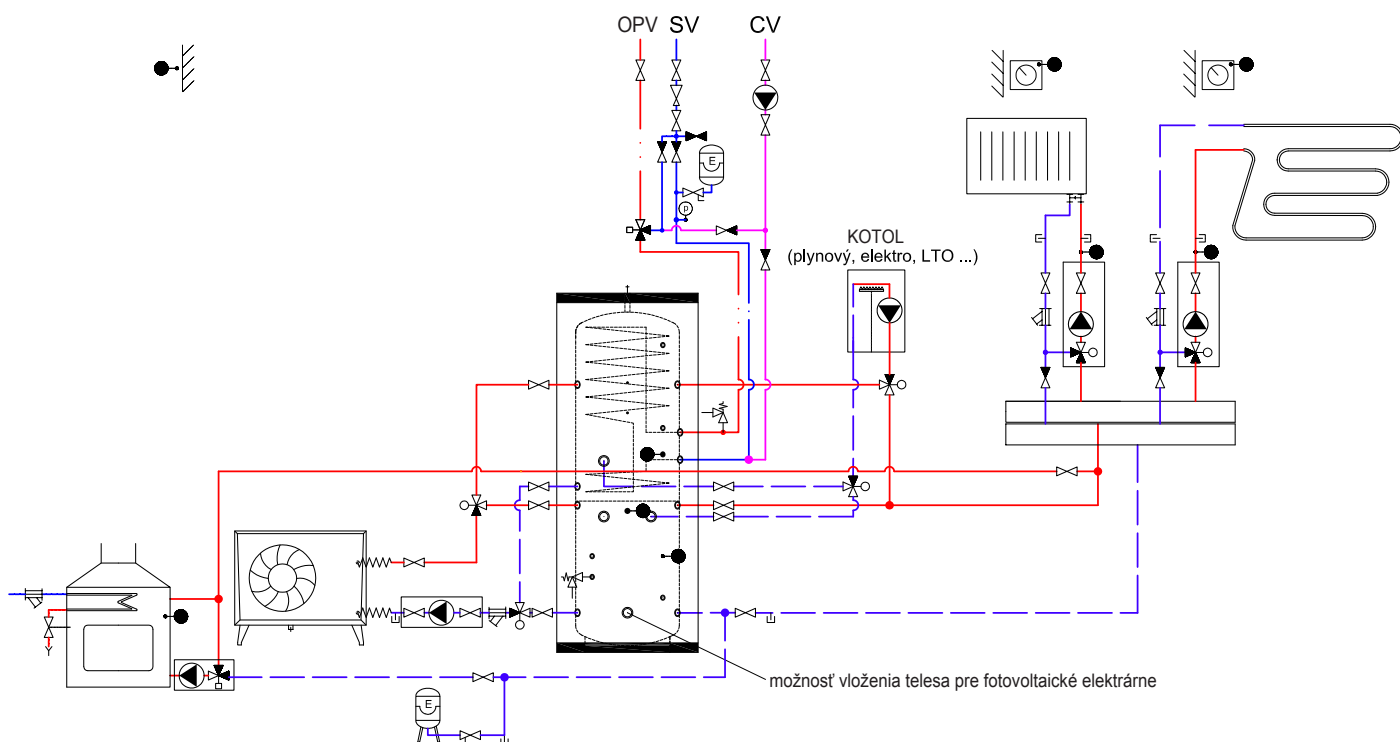 OPV SV CV
E
p
KOTOL
(plynový, elektro, LTO ...)
možnosť vloženia telesa pre fotovoltaické elektrárne
E